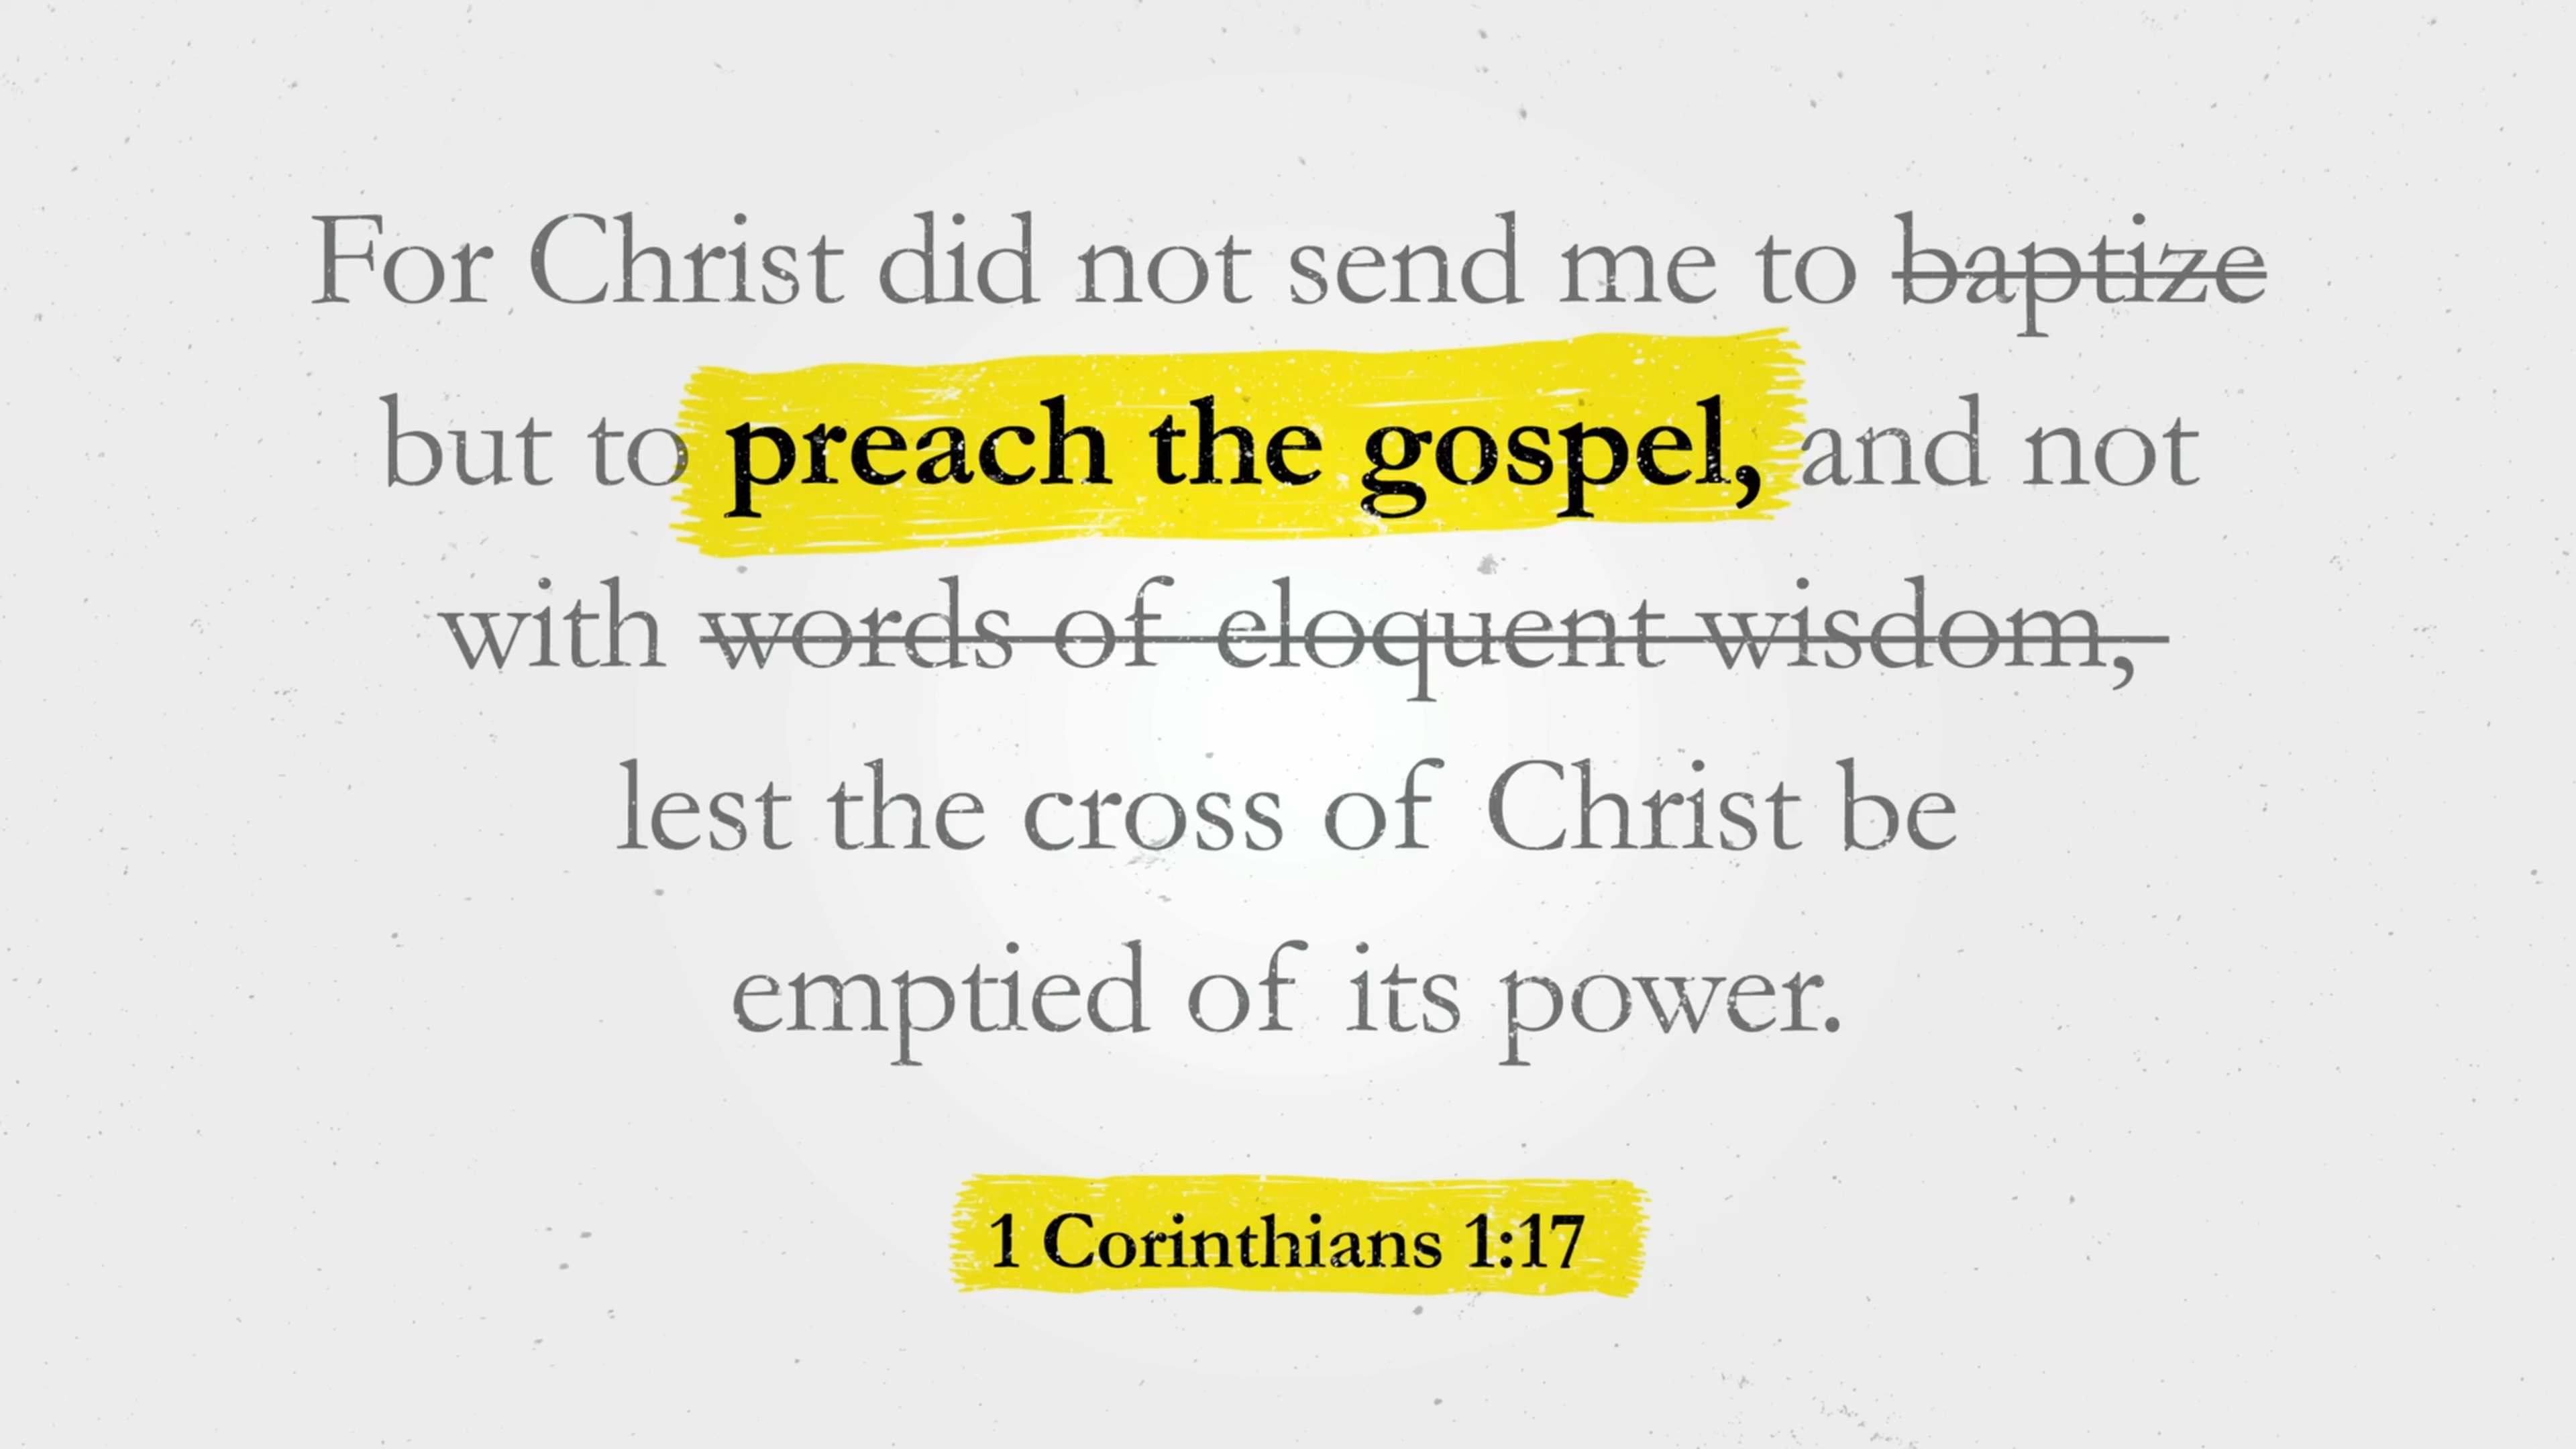 For Christ did not send me to baptize
but to preach the gospel, and not
with words of eloquent wisdom,
lest the cross of Christ be
emptied of its power.
1 Corinthians 1:17